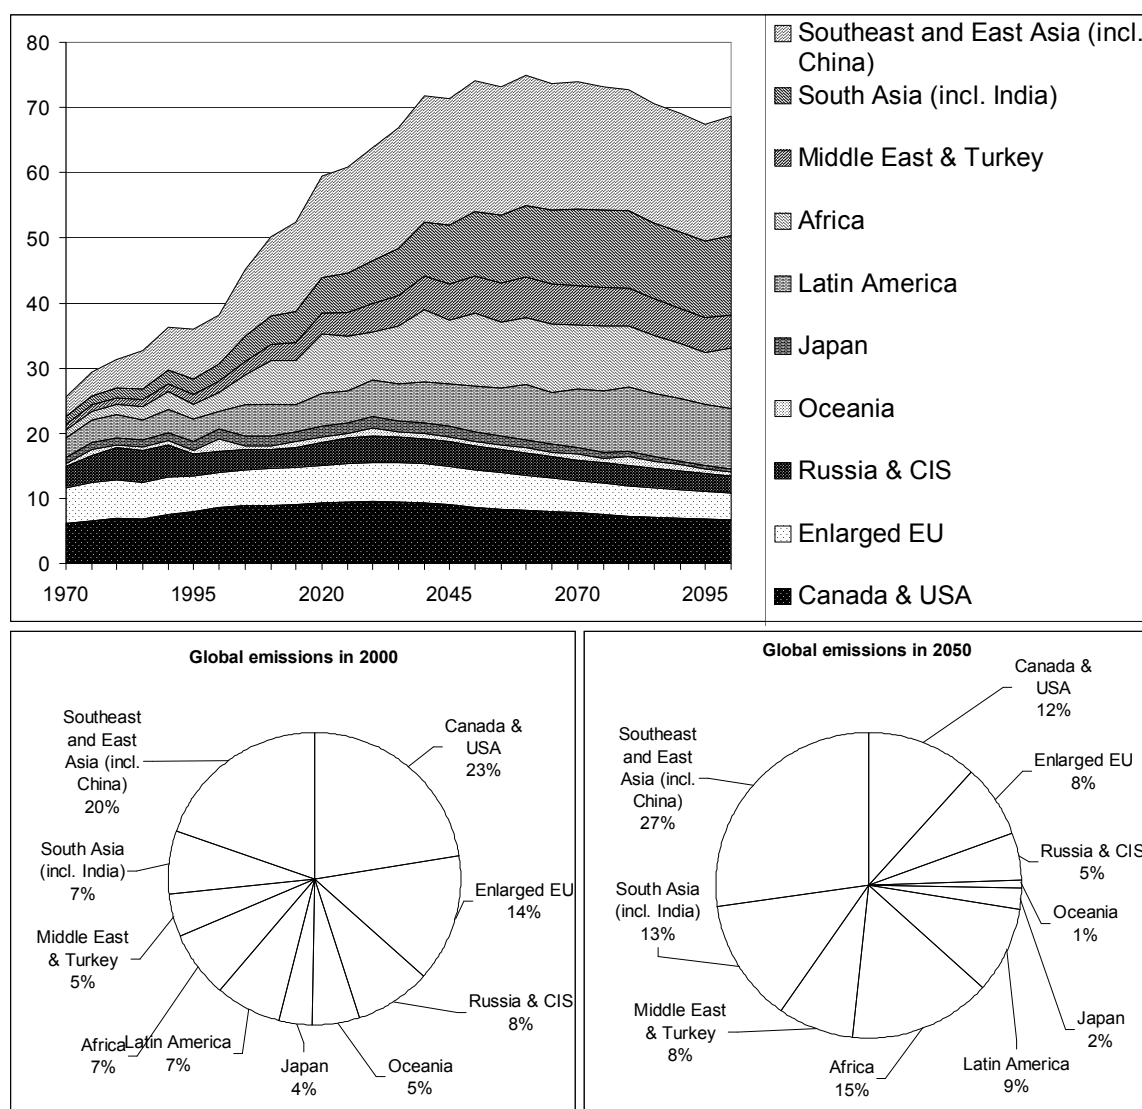 80
70
60
50
40
30
20
10
0
1970
1995
2020
2045
2070
2095
Southeast and East Asia (incl.
China)
South Asia (incl. India)
Middle East & Turkey
Africa
Latin America
Japan
Oceania
Russia & CIS
Enlarged EU
Canada & USA
Global emissions in 2000
Southeast
and East
Asia (incl.
China)
20%
Canada &
USA
23%
South Asia
(incl. India)
7%
Enlarged EU
14%
Middle East
& Turkey
5%
Russia & CIS
8%
Africa
7%
Latin America
7%
Japan
4%
Oceania
5%
Global emissions in 2050
Canada &
USA
12%
Southeast
and East
Asia (incl.
China)
27%
Enlarged EU
8%
Russia & CIS
5%
South Asia
(incl. India)
13%
Oceania
1%
Middle East
& Turkey
8%
Japan
2%
Africa
15%
Latin America
9%